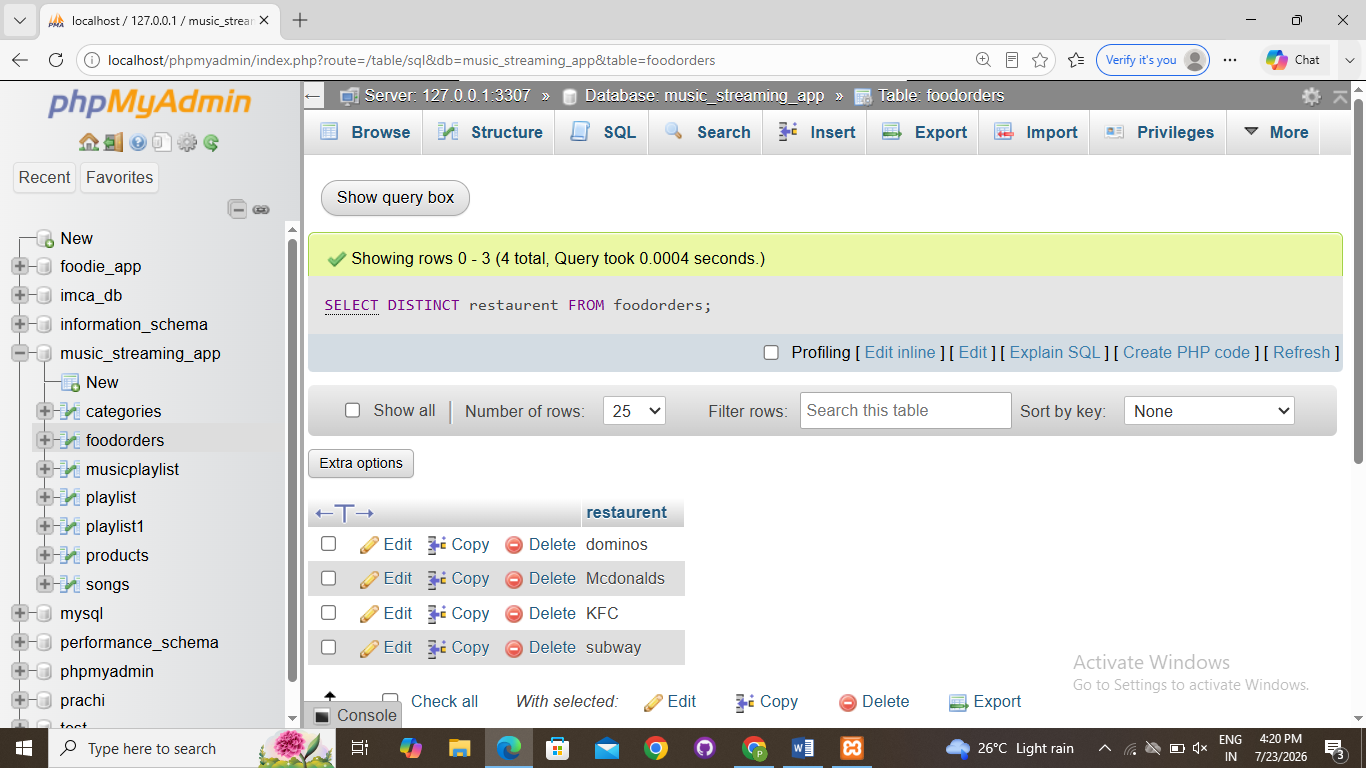 localhost / 127.0.0.1 / music_strea
localhost/phpmyadmin/index.php?route=/table/sql&db=music_streaming_app&table=foodorders
Verify it's you
Chat
phpMyAdmin
Recent
Favorites
New
foodie_app
imca_db
information_schema
music_streaming_app
New
categories
foodorders
musicplaylist
playlist
playlist1
products
songs
mysql
performance_schema
phpmyadmin
prachi
Server: 127.0.0.1:3307 » Database: music_streaming_app » Table: foodorders
Browse Structure SQL Search Insert Export Import Privileges More
Show query box
Showing rows 0 - 3 (4 total, Query took 0.0004 seconds.)
SELECT DISTINCT restaurent FROM foodorders;
Profiling [ Edit inline ] [ Edit ] [ Explain SQL ] [ Create PHP code ] [ Refresh ]
Show all Number of rows: 25 Filter rows: Search this table Sort by key: None
Extra options
←T→ restaurent
Edit Copy Delete dominos
Edit Copy Delete Mcdonalds
Edit Copy Delete KFC
Edit Copy Delete subway
Check all With selected: Edit Copy Delete Export
Console
Activate Windows
Go to Settings to activate Windows.
Type here to search
26°C Light rain
ENG
IN
4:20 PM
7/23/2026
3